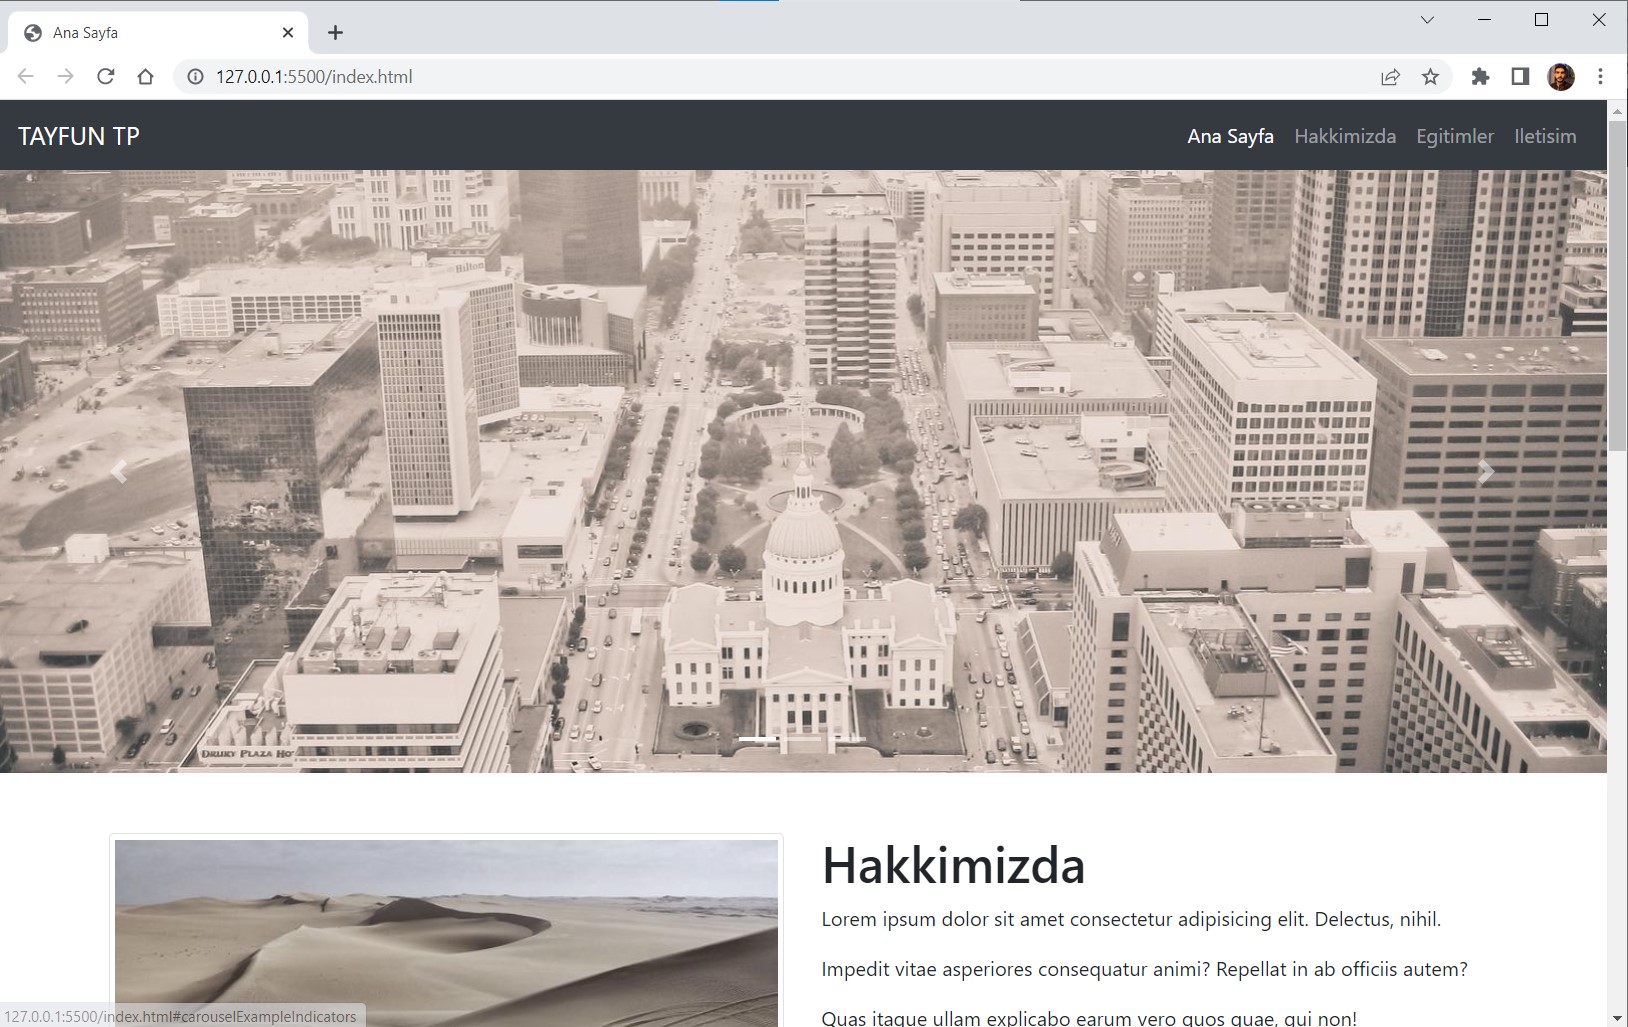 Ana Sayfa
127.0.0.1:5500/index.html
TAYFUN TP
Ana Sayfa Hakkimizda Egitimler Iletisim
Hilton
DRURY PLAZA HO
Hakkimizda
Lorem ipsum dolor sit amet consectetur adipisicing elit. Delectus, nihil.
Impedit vitae asperiores consequatur animi? Repellat in ab officiis autem?
Quas itaque ullam explicabo earum vero quos quae, qui non!
127.0.0.1:5500/index.html#carouselExampleIndicators